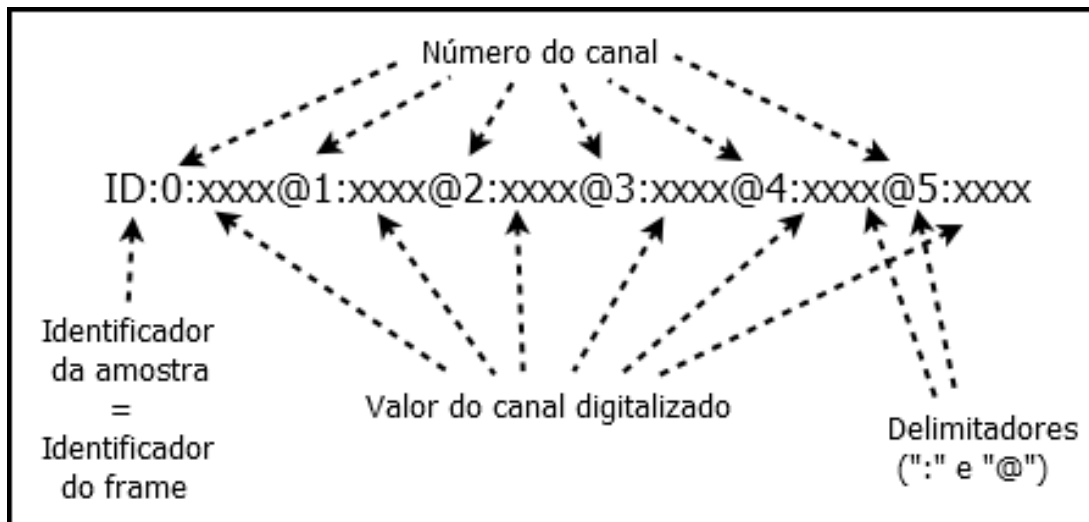 Número do canal
ID:0:xxxx@1:xxxx@2:xxxx@3:xxxx@4:xxxx@5:xxxx
Identificador
da amostra
=
Identificador
do frame
Valor do canal digitalizado
Delimitadores
(":" e "@")